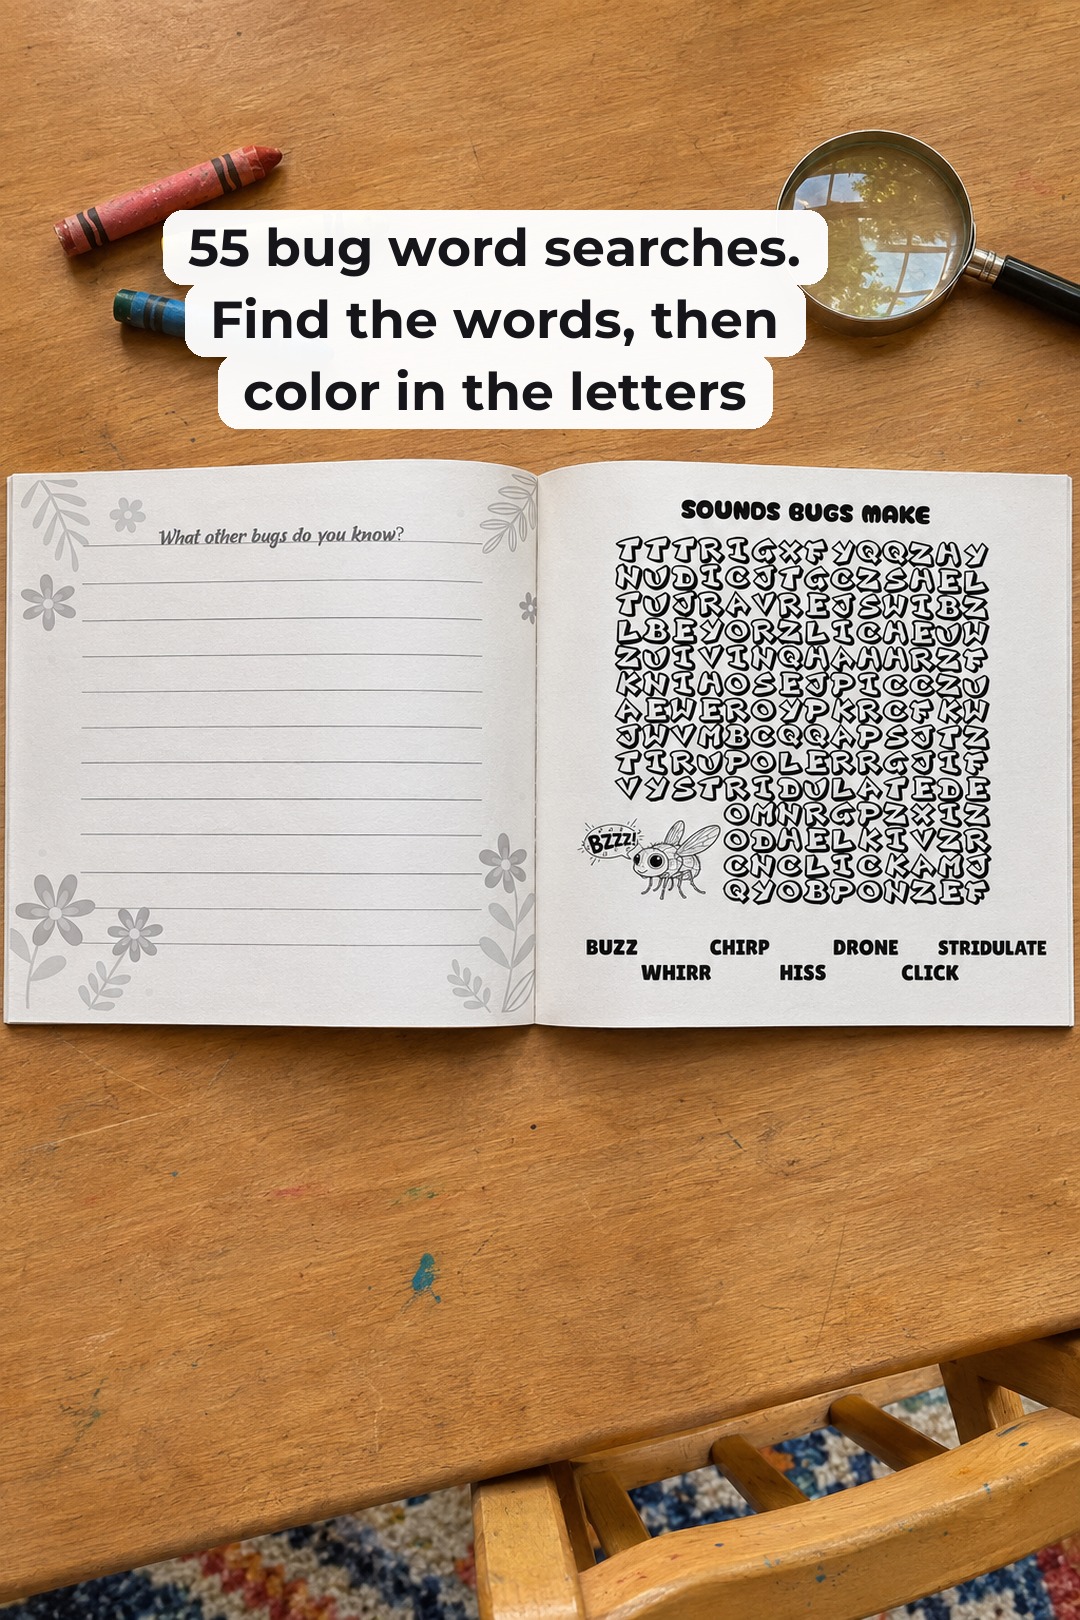 55 bug word searches.
Find the words, then
color in the letters
What other bugs do you know?
SOUNDS BUGS MAKE
TTTRIGXFYQQZHY
NUDICJTGCZSHEL
TUJRAVREJSWIBZ
LBEYORZLICHEUW
ZUIVINQHAHHRZF
KNIHOSEJPICCZU
AEWEROYPKRCFKW
JWVMBCQQAPSJTZ
TIRUPOLERRGJIF
VYSTRIDULATEDE
OMNRGPZXIZ
ODHELKIVZR
CNCLICKAMJ
QYOBPONZEF
BZZZ!
BUZZ CHIRP DRONE STRIDULATE
WHIRR HISS CLICK